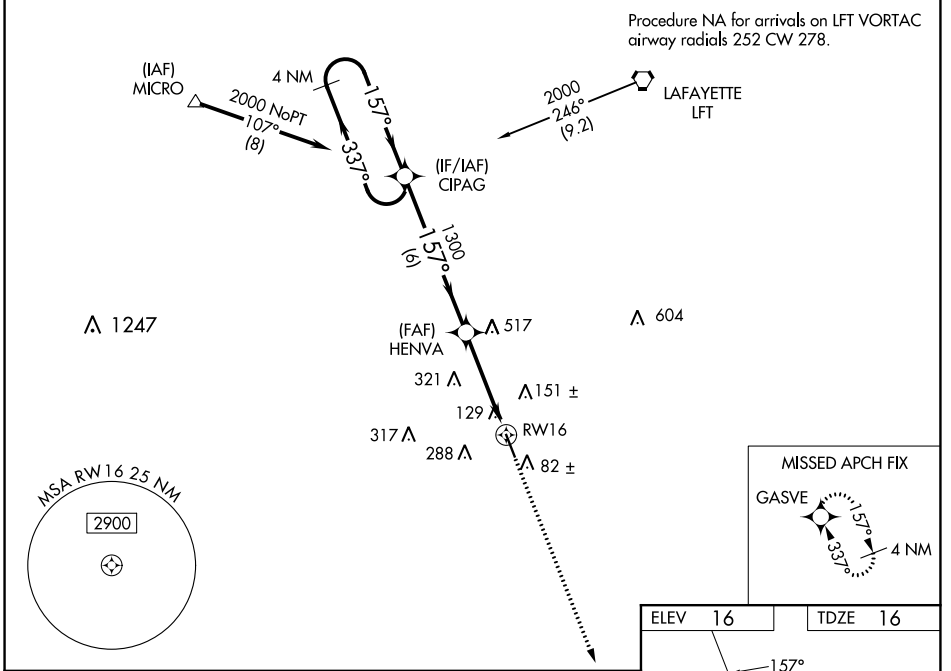 Procedure NA for arrivals on LFT VORTAC
airway radials 252 CW 278.
(IAF)
MICRO
2000 NoPT
107°
(8)
4 NM
157°
337°
2000
246°
(9.2)
LAFAYETTE
LFT
(IF/IAF)
CIPAG
1300
157°
(6)
1247
(FAF)
HENVA
517
604
321
151 ±
129
RW16
317
288
82 ±
MSA RW16 25 NM
2900
MISSED APCH FIX
GASVE
157°
337°
4 NM
ELEV 16
TDZE 16
157°